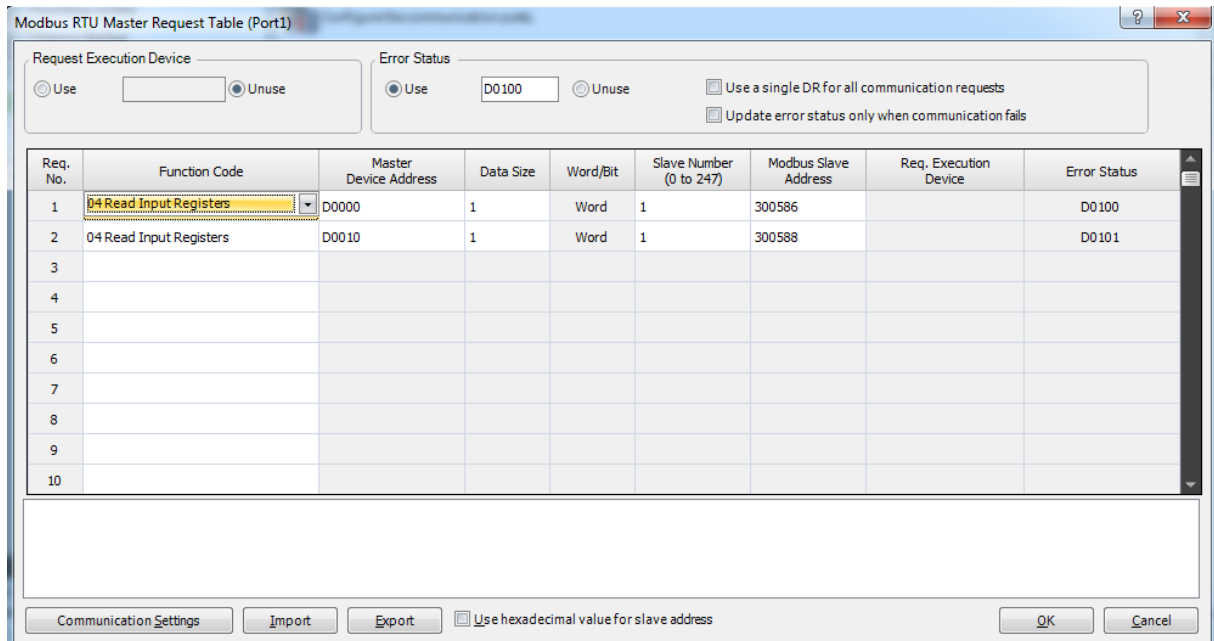 Modbus RTU Master Request Table (Port1)
Configure the communication ports.
Request Execution Device
Use Unuse
Error Status
Use D0100 Unuse
Use a single DR for all communication requests
Update error status only when communication fails
Req. No. Function Code Master Device Address Data Size Word/Bit Slave Number (0 to 247) Modbus Slave Address Req. Execution Device Error Status
1 04 Read Input Registers D0000 1 Word 1 300586 D0100
2 04 Read Input Registers D0010 1 Word 1 300588 D0101
3
4
5
6
7
8
9
10
Communication Settings Import Export Use hexadecimal value for slave address OK Cancel